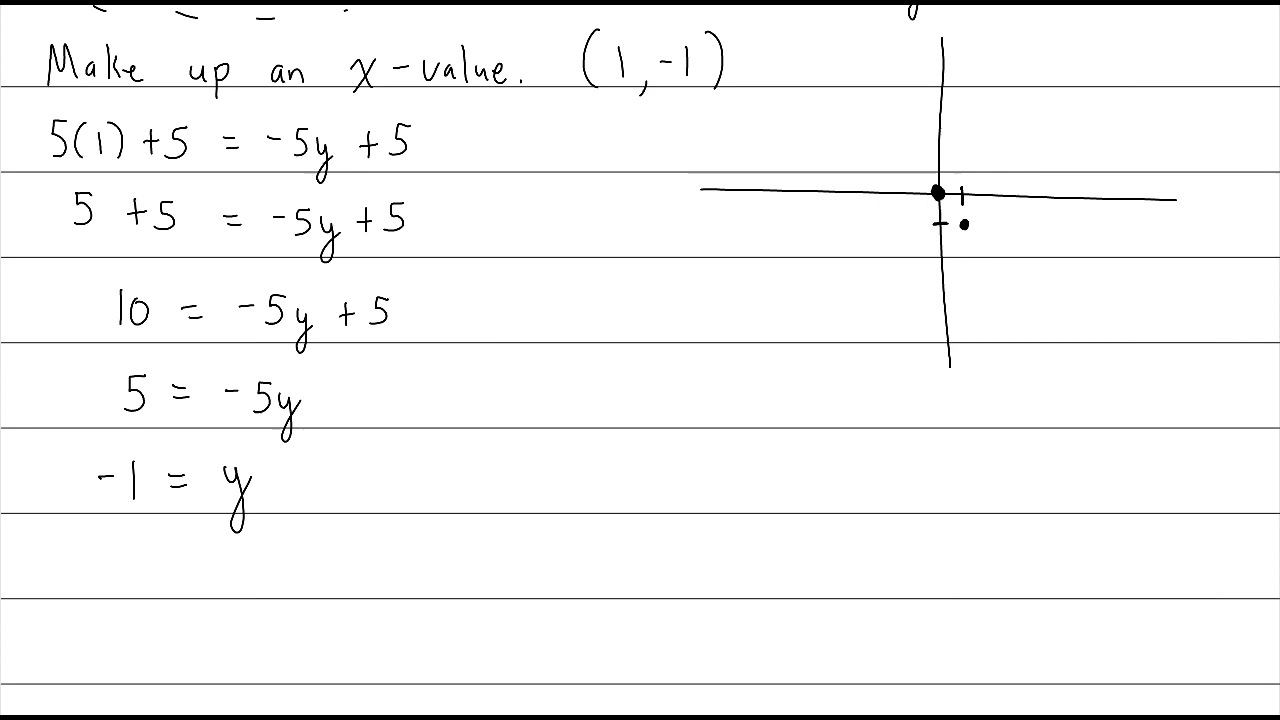 Make up an x-value. (1, -1)
5(1) +5 = -5y +5
5 +5 = -5y +5
10 = -5y +5
5 = -5y
-1 = y